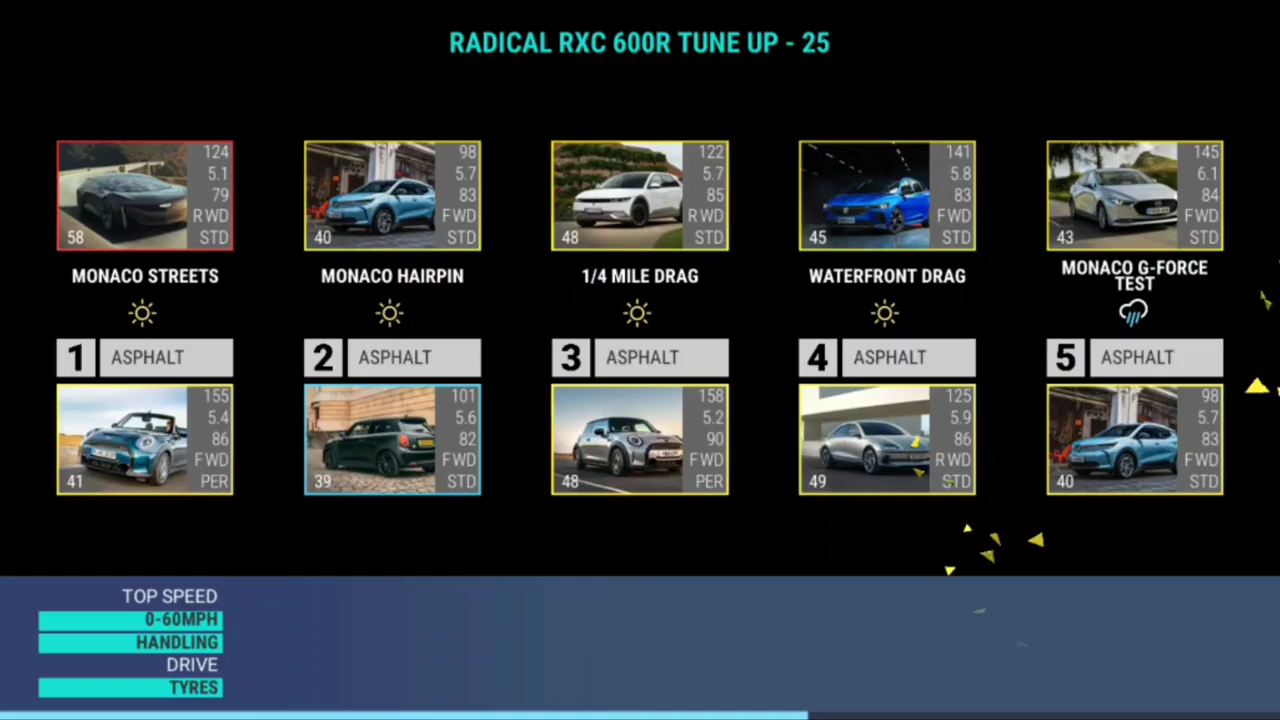 RADICAL RXC 600R TUNE UP - 25
124
5.1
79
RWD
58 STD
98
5.7
83
FWD
40 STD
122
5.7
85
RWD
48 STD
141
5.8
83
FWD
45 STD
145
6.1
84
FWD
43 STD
MONACO STREETS
MONACO HAIRPIN
1/4 MILE DRAG
WATERFRONT DRAG
MONACO G-FORCE
TEST
1 ASPHALT
2 ASPHALT
3 ASPHALT
4 ASPHALT
5 ASPHALT
155
5.4
86
FWD
41 PER
101
5.6
82
FWD
39 STD
158
5.2
90
FWD
48 PER
125
5.9
86
RWD
49 STD
98
5.7
83
FWD
40 STD
TOP SPEED
0-60MPH
HANDLING
DRIVE
TYRES